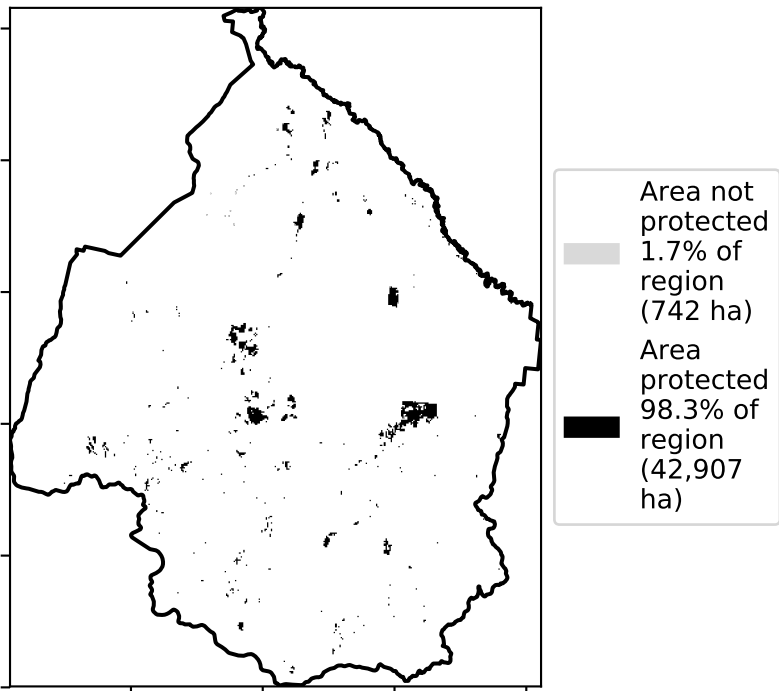 Area not
protected
1.7% of
region
(742 ha)
Area
protected
98.3% of
region
(42,907
ha)